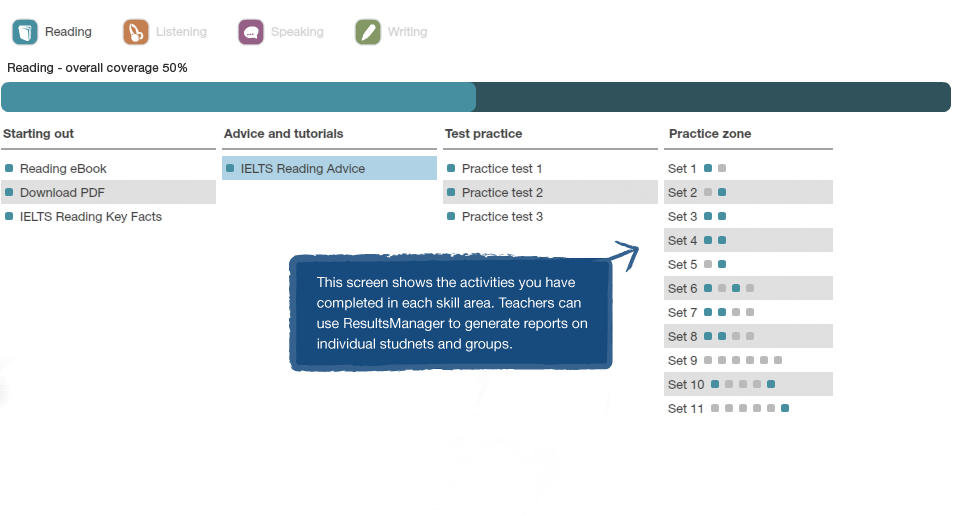 Reading Listening Speaking Writing
Reading - overall coverage 50%
Starting out
Reading eBook
Download PDF
IELTS Reading Key Facts
Advice and tutorials
IELTS Reading Advice
Test practice
Practice test 1
Practice test 2
Practice test 3
Practice zone
Set 1
Set 2
Set 3
Set 4
Set 5
Set 6
Set 7
Set 8
Set 9
Set 10
Set 11
This screen shows the activities you have
completed in each skill area. Teachers can
use ResultsManager to generate reports on
individual studnets and groups.